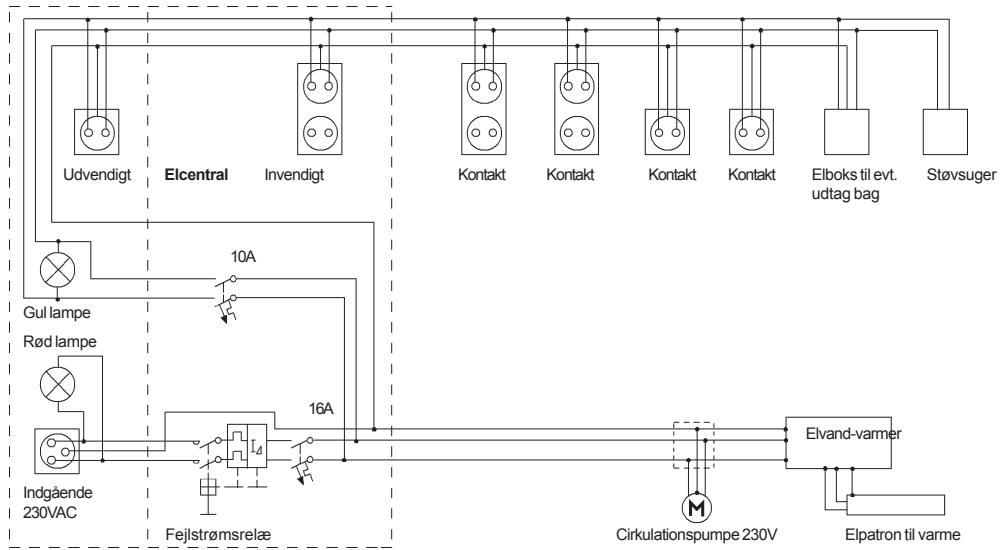 Udvendigt
Elcentral
Invendigt
Kontakt
Kontakt
Kontakt
Kontakt
Elboks til evt.
udtag bag
Støvsuger
10A
Gul lampe
Rød lampe
16A
I⊿
Elvand-varmer
M
Indgående
230VAC
Fejlstrømsrelæ
Cirkulationspumpe 230V
Elpatron til varme